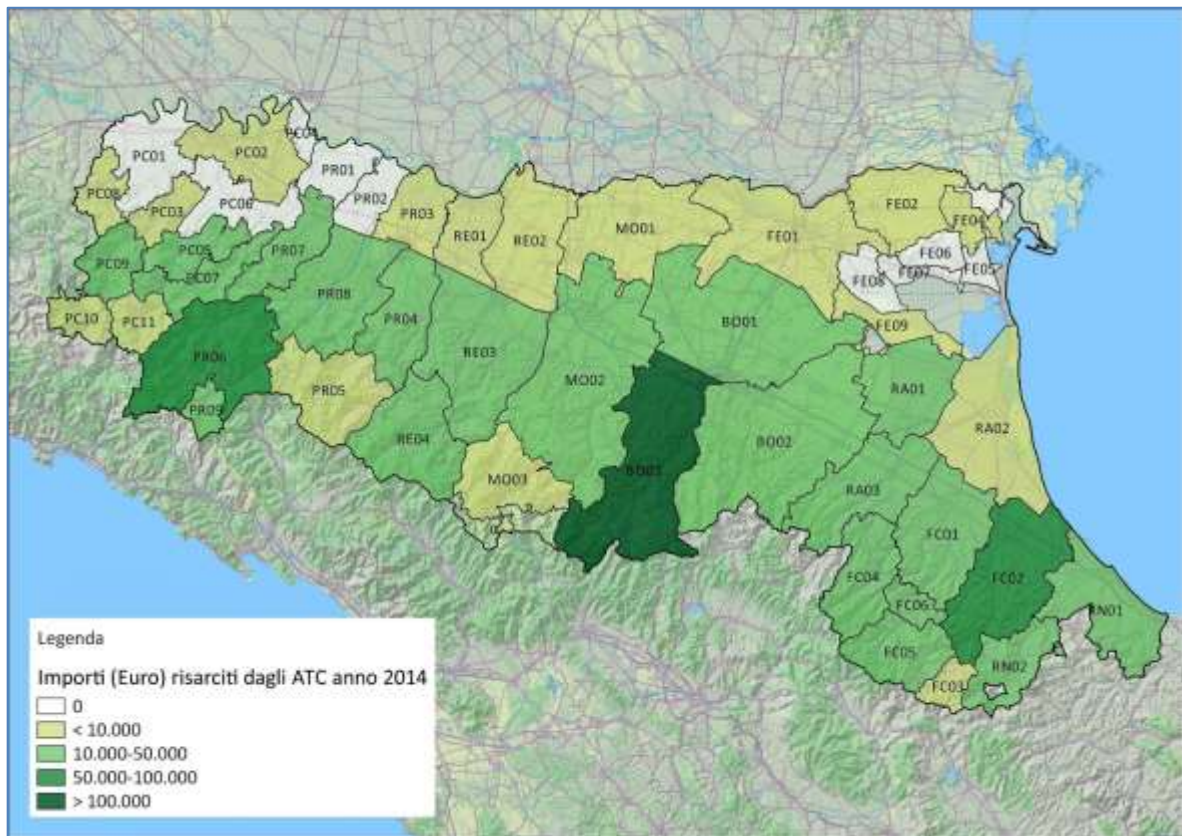 PC04
PC01
PC02
PR01
PC08
PC03
PC06
PR02
PR03
FE02
FE04
RE01
RE02
MO01
FE01
PC05
PR07
FE06
PC09
PC07
FE07
FE05
FE08
PR08
PC10
PC11
PR04
BO01
FE09
RE03
PR06
MO02
PR05
RA01
PR09
RA02
RE04
BO02
BO03
MO03
RA03
FC01
FC04
FC02
FC06
RN01
FC05
RN02
FC03
Legenda
Importi (Euro) risarciti dagli ATC anno 2014
0
< 10.000
10.000-50.000
50.000-100.000
> 100.000